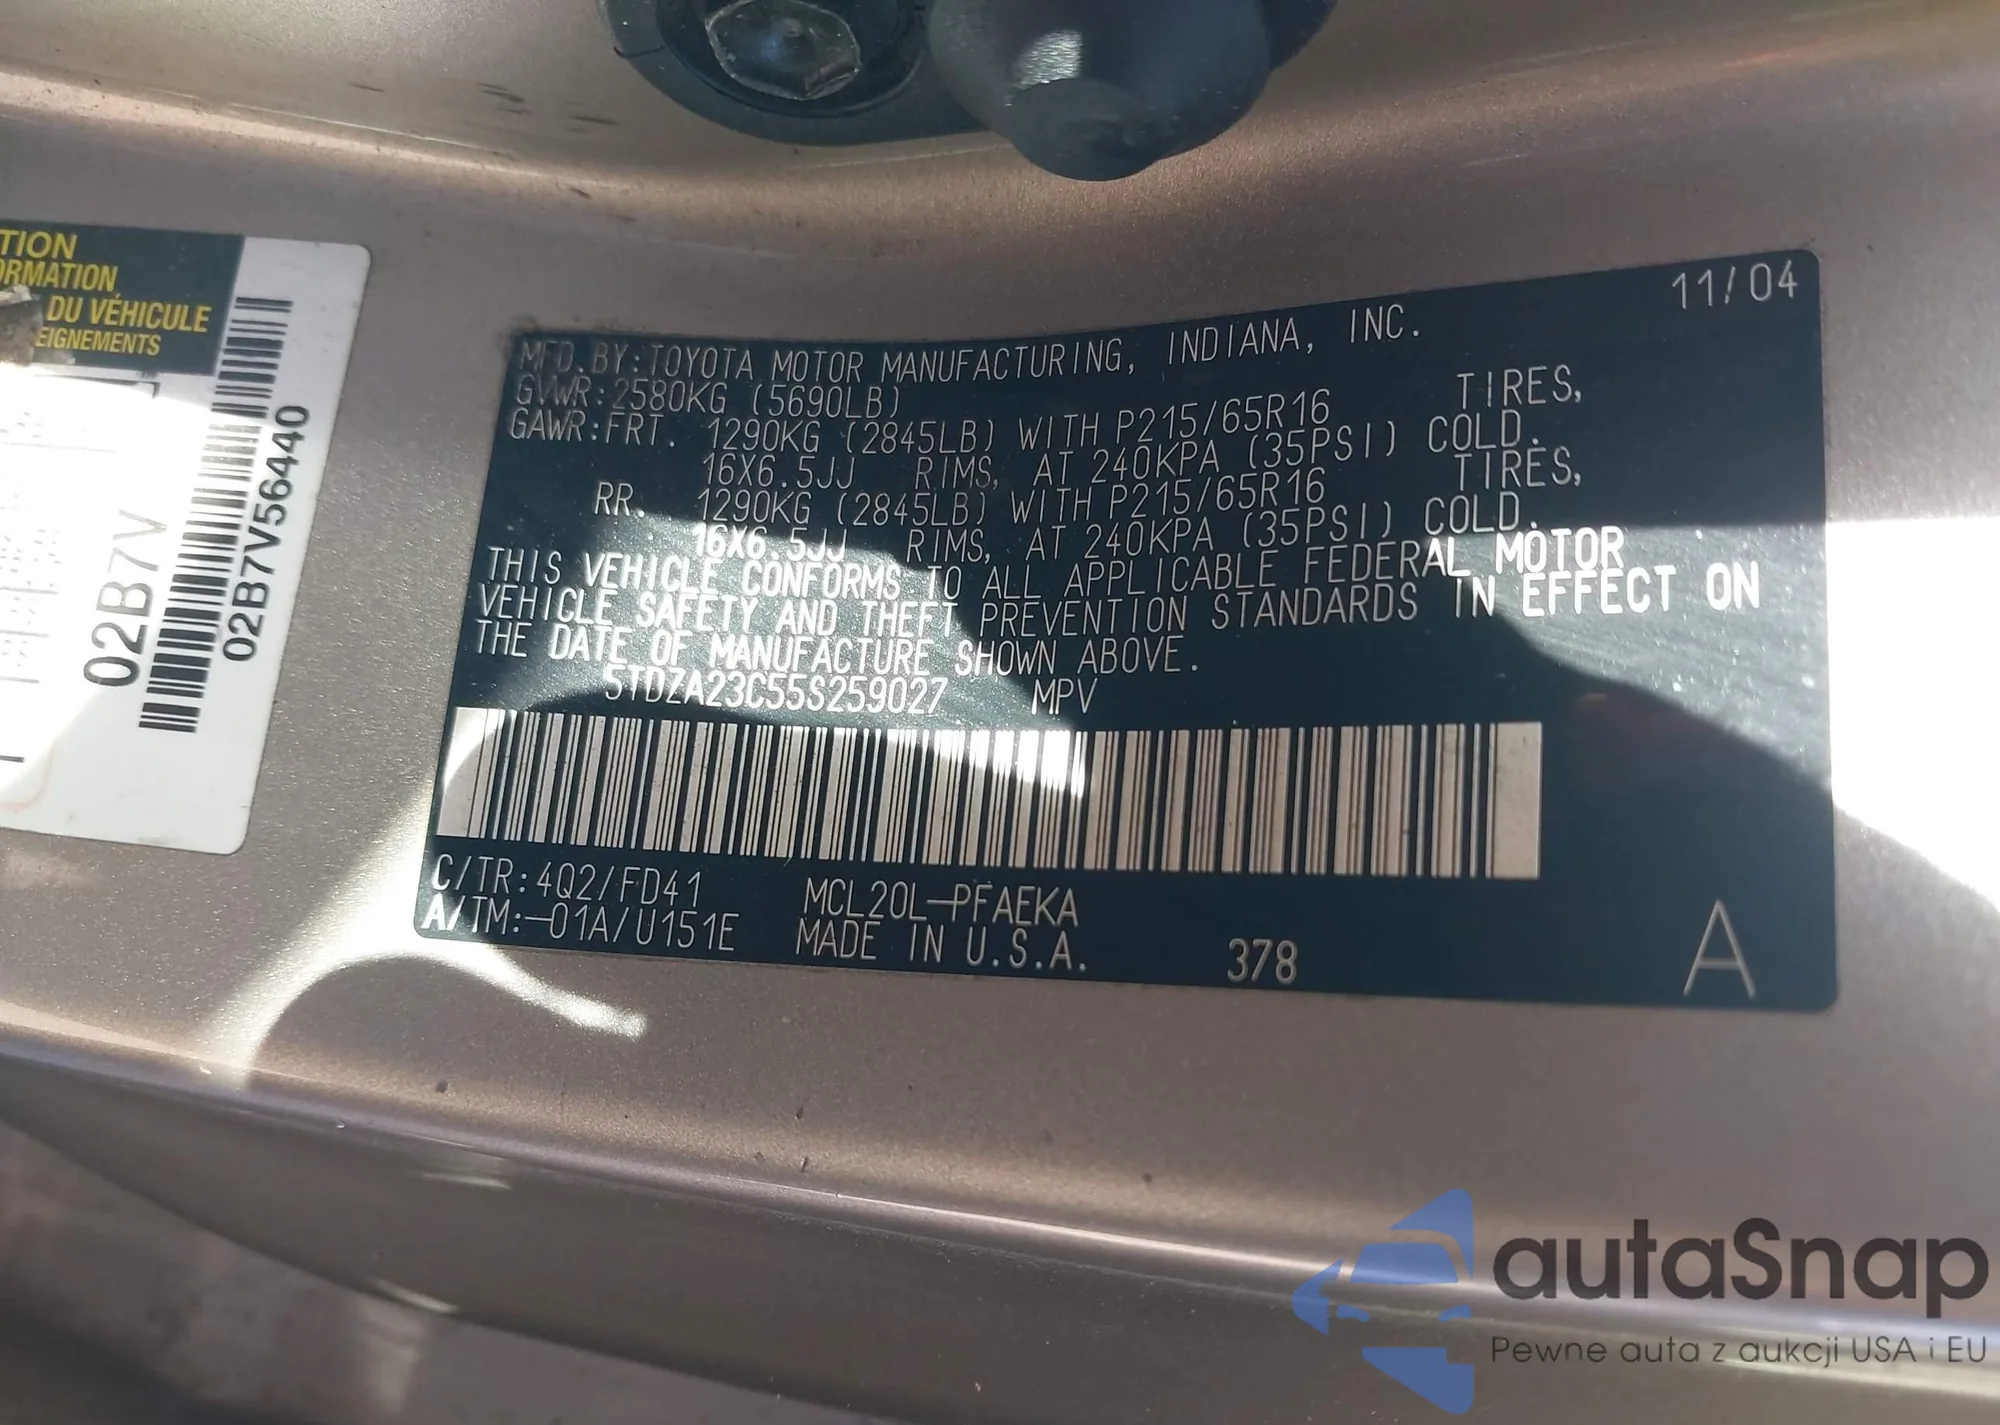 TION
ORMATION
DU VÉHICULE
EIGNEMENTS
02B7V
02B7V56440
11/04
MFD.BY:TOYOTA MOTOR MANUFACTURING, INDIANA, INC.
GVWR:2580KG (5690LB)
GAWR:FRT. 1290KG (2845LB) WITH P215/65R16 TIRES,
16X6.5JJ RIMS, AT 240KPA (35PSI) COLD.
RR. 1290KG (2845LB) WITH P215/65R16 TIRES,
16X6.5JJ RIMS, AT 240KPA (35PSI) COLD.
THIS VEHICLE CONFORMS TO ALL APPLICABLE FEDERAL MOTOR
VEHICLE SAFETY AND THEFT PREVENTION STANDARDS IN EFFECT ON
THE DATE OF MANUFACTURE SHOWN ABOVE.
5TDZA23C55S259027 MPV
C/TR:4Q2/FD41 MCL20L-PFAEKA
A/TM:-01A/U151E MADE IN U.S.A. 378 A
autaSnap
Pewne auta z aukcji USA i EU